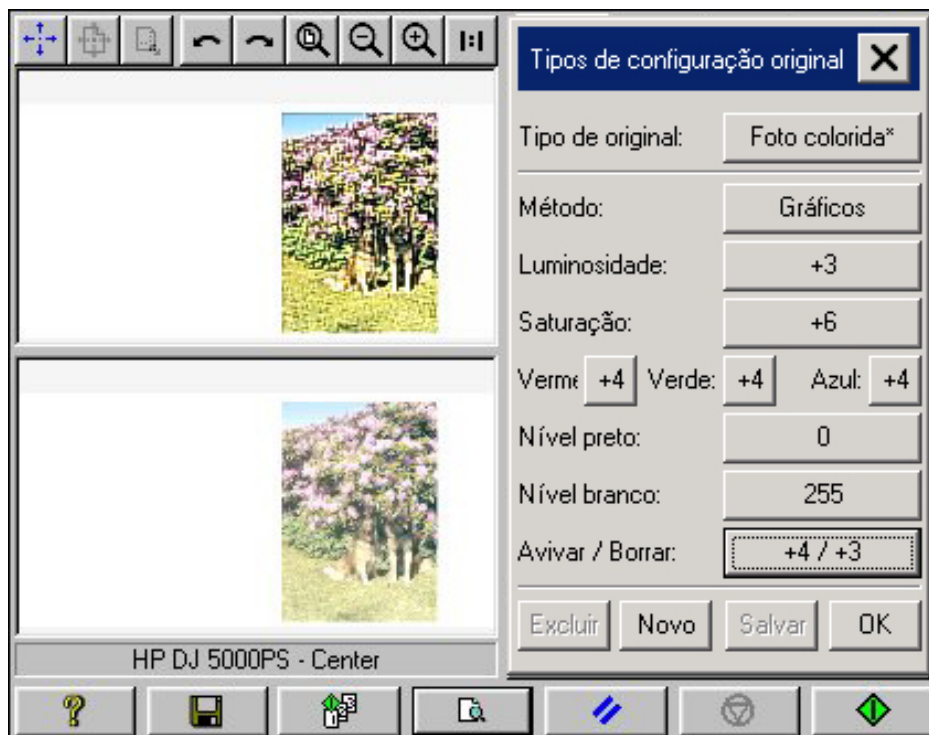 Tipos de configuração original
Tipo de original: Foto colorida*
Método: Gráficos
Luminosidade: +3
Saturação: +6
Verme +4 Verde: +4 Azul: +4
Nível preto: 0
Nível branco: 255
Avivar / Borrar: +4 / +3
Excluir Novo Salvar OK
HP DJ 5000PS - Center